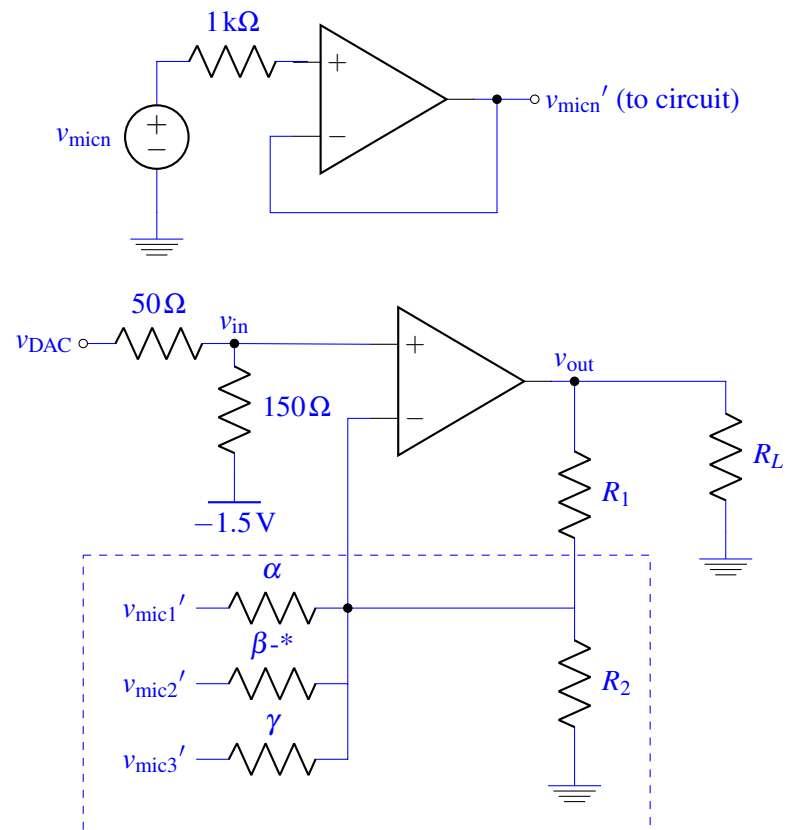 1 kΩ
+
−
+
−
v_micn
v_micn′ (to circuit)
50 Ω
v_DAC
v_in
+
−
v_out
150 Ω
R_L
R_1
−1.5 V
α
v_mic1′
β-*
v_mic2′
R_2
γ
v_mic3′